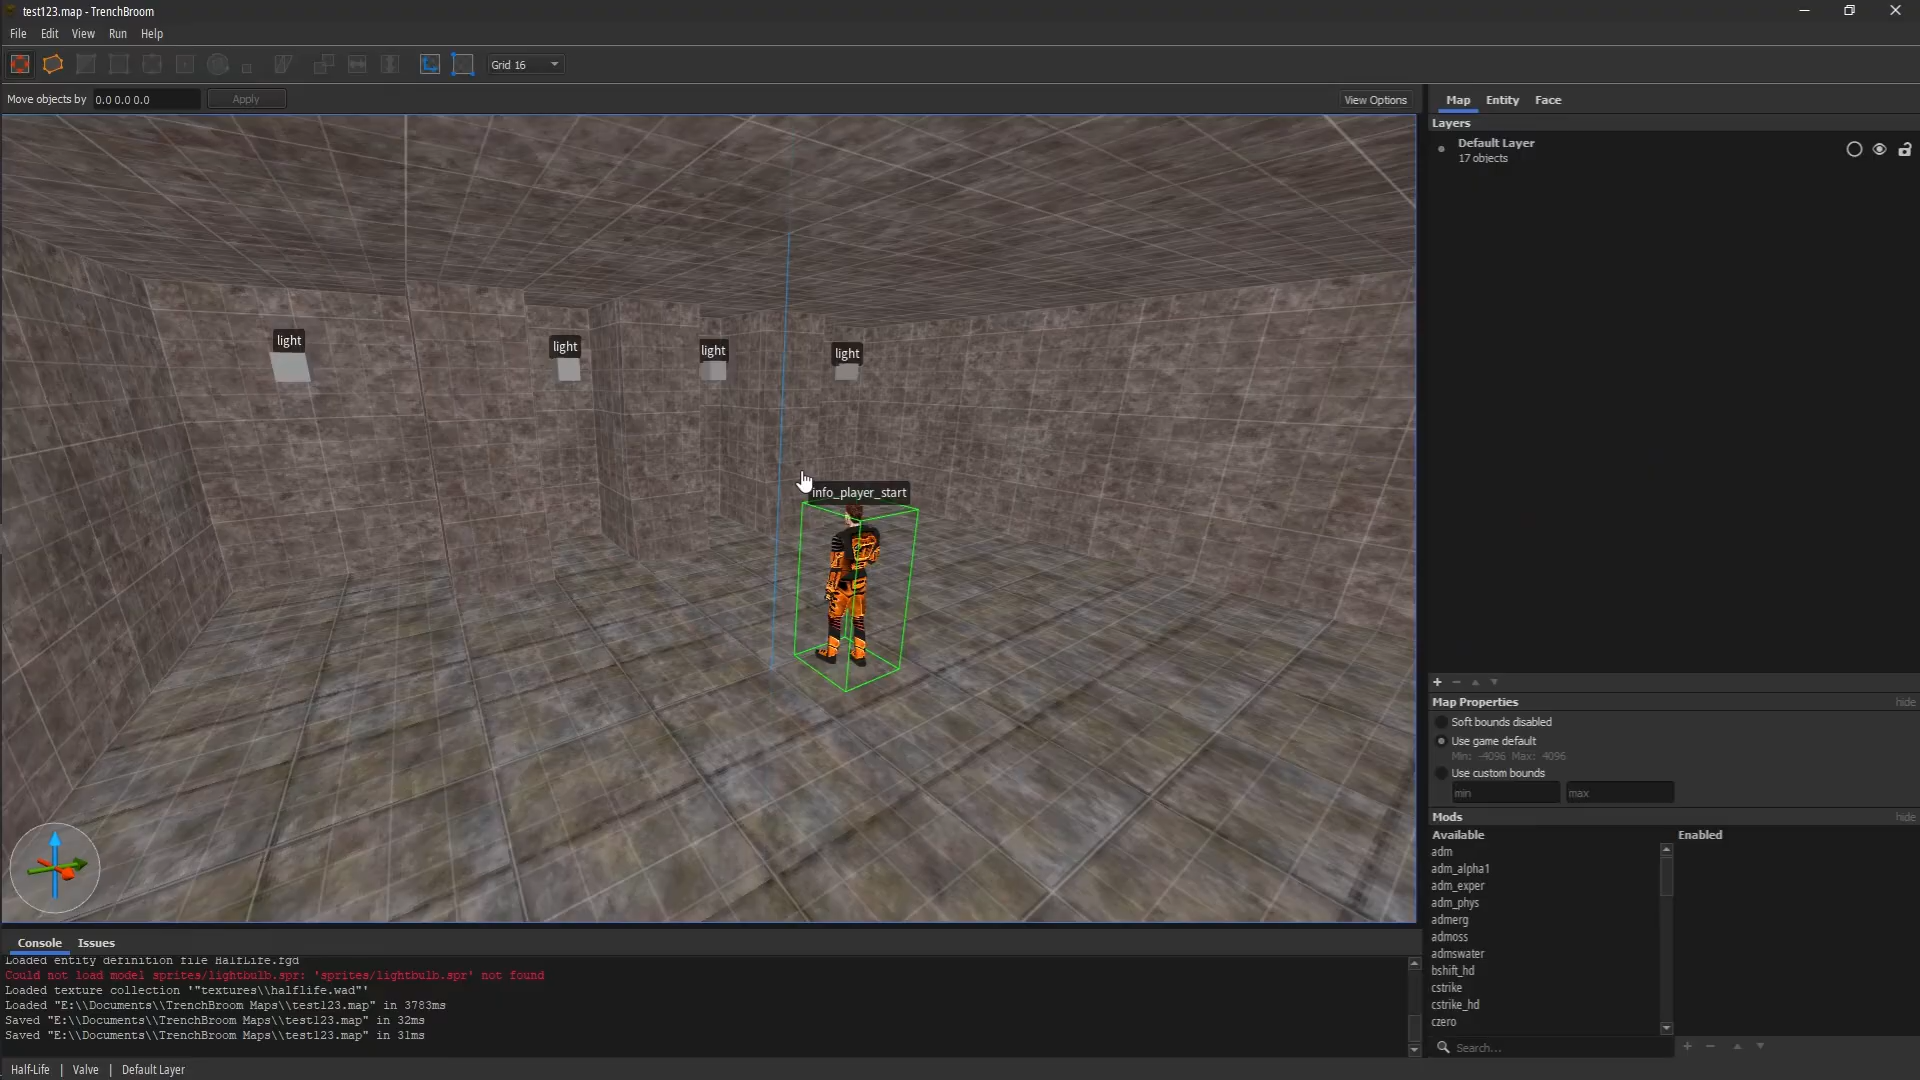 test123.map - TrenchBroom
File Edit View Run Help
Grid 16
Move objects by 0.0 0.0 0.0 Apply
View Options
light
light
light
light
info_player_start
Map Entity Face
Layers
Default Layer
17 objects
Map Properties hide
Soft bounds disabled
Use game default
Min: -4096 Max: 4096
Use custom bounds
min max
Mods hide
Available Enabled
adm
adm_alpha1
adm_exper
adm_phys
admerg
admoss
admswater
bshift_hd
cstrike
cstrike_hd
czero
Search...
Console Issues
Loaded entity definition file HalfLife.fgd
Could not load model sprites/lightbulb.spr: 'sprites/lightbulb.spr' not found
Loaded texture collection '"textures\\halflife.wad"'
Loaded "E:\\Documents\\TrenchBroom Maps\\test123.map" in 3783ms
Saved "E:\\Documents\\TrenchBroom Maps\\test123.map" in 32ms
Saved "E:\\Documents\\TrenchBroom Maps\\test123.map" in 31ms
Half-Life | Valve | Default Layer